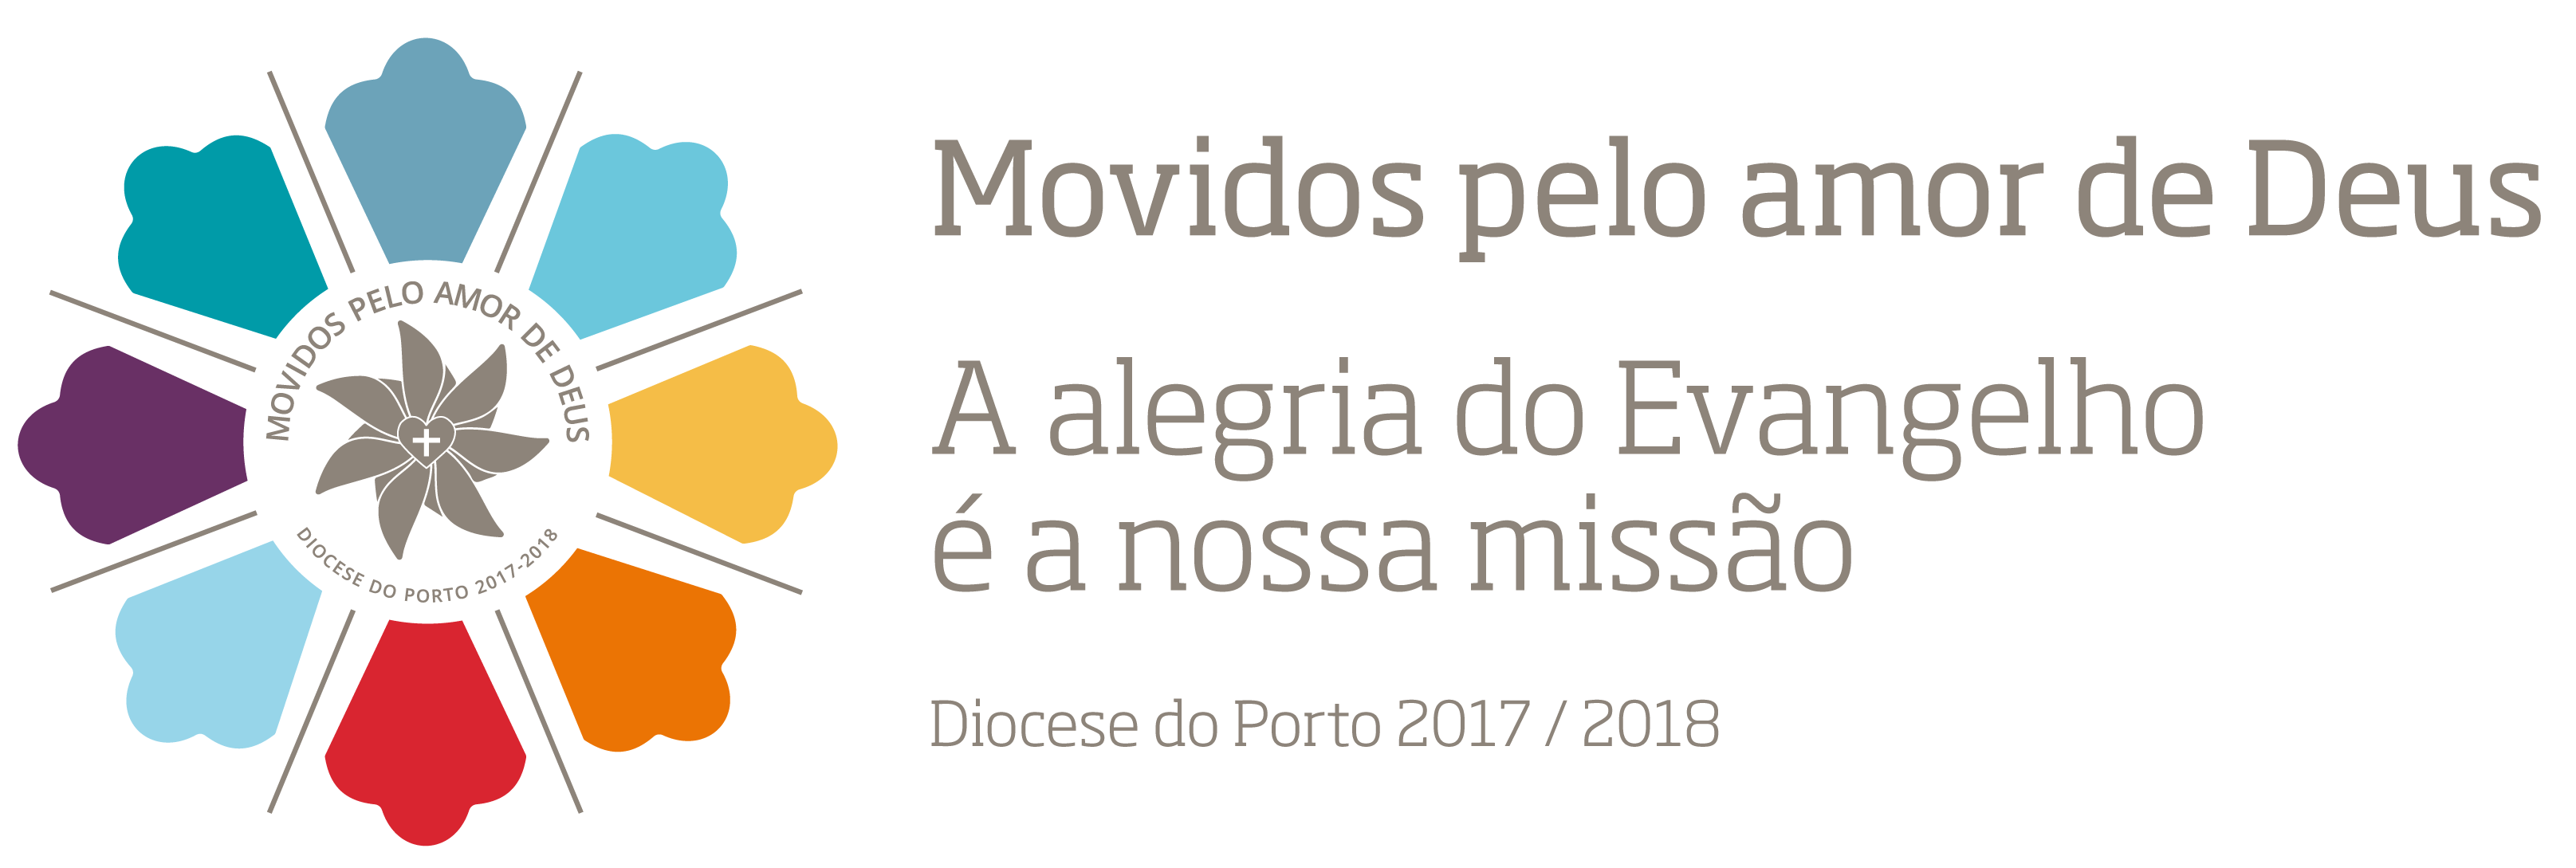 MOVIDOS PELO AMOR DE DEUS
DIOCESE DO PORTO 2017-2018
Movidos pelo amor de Deus
A alegria do Evangelho
é a nossa missão
Diocese do Porto 2017 / 2018